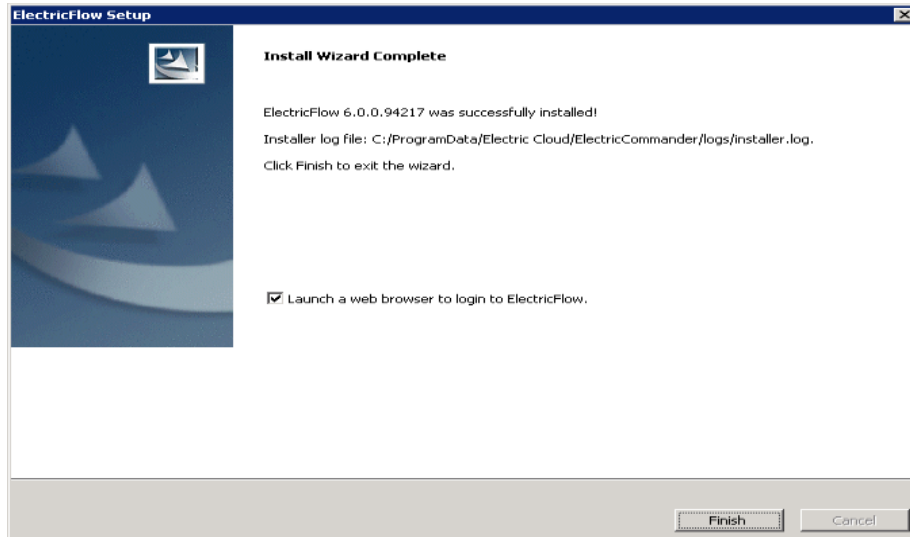 ElectricFlow Setup
Install Wizard Complete
ElectricFlow 6.0.0.94217 was successfully installed!
Installer log file: C:/ProgramData/Electric Cloud/ElectricCommander/logs/installer.log.
Click Finish to exit the wizard.
Launch a web browser to login to ElectricFlow.
Finish
Cancel